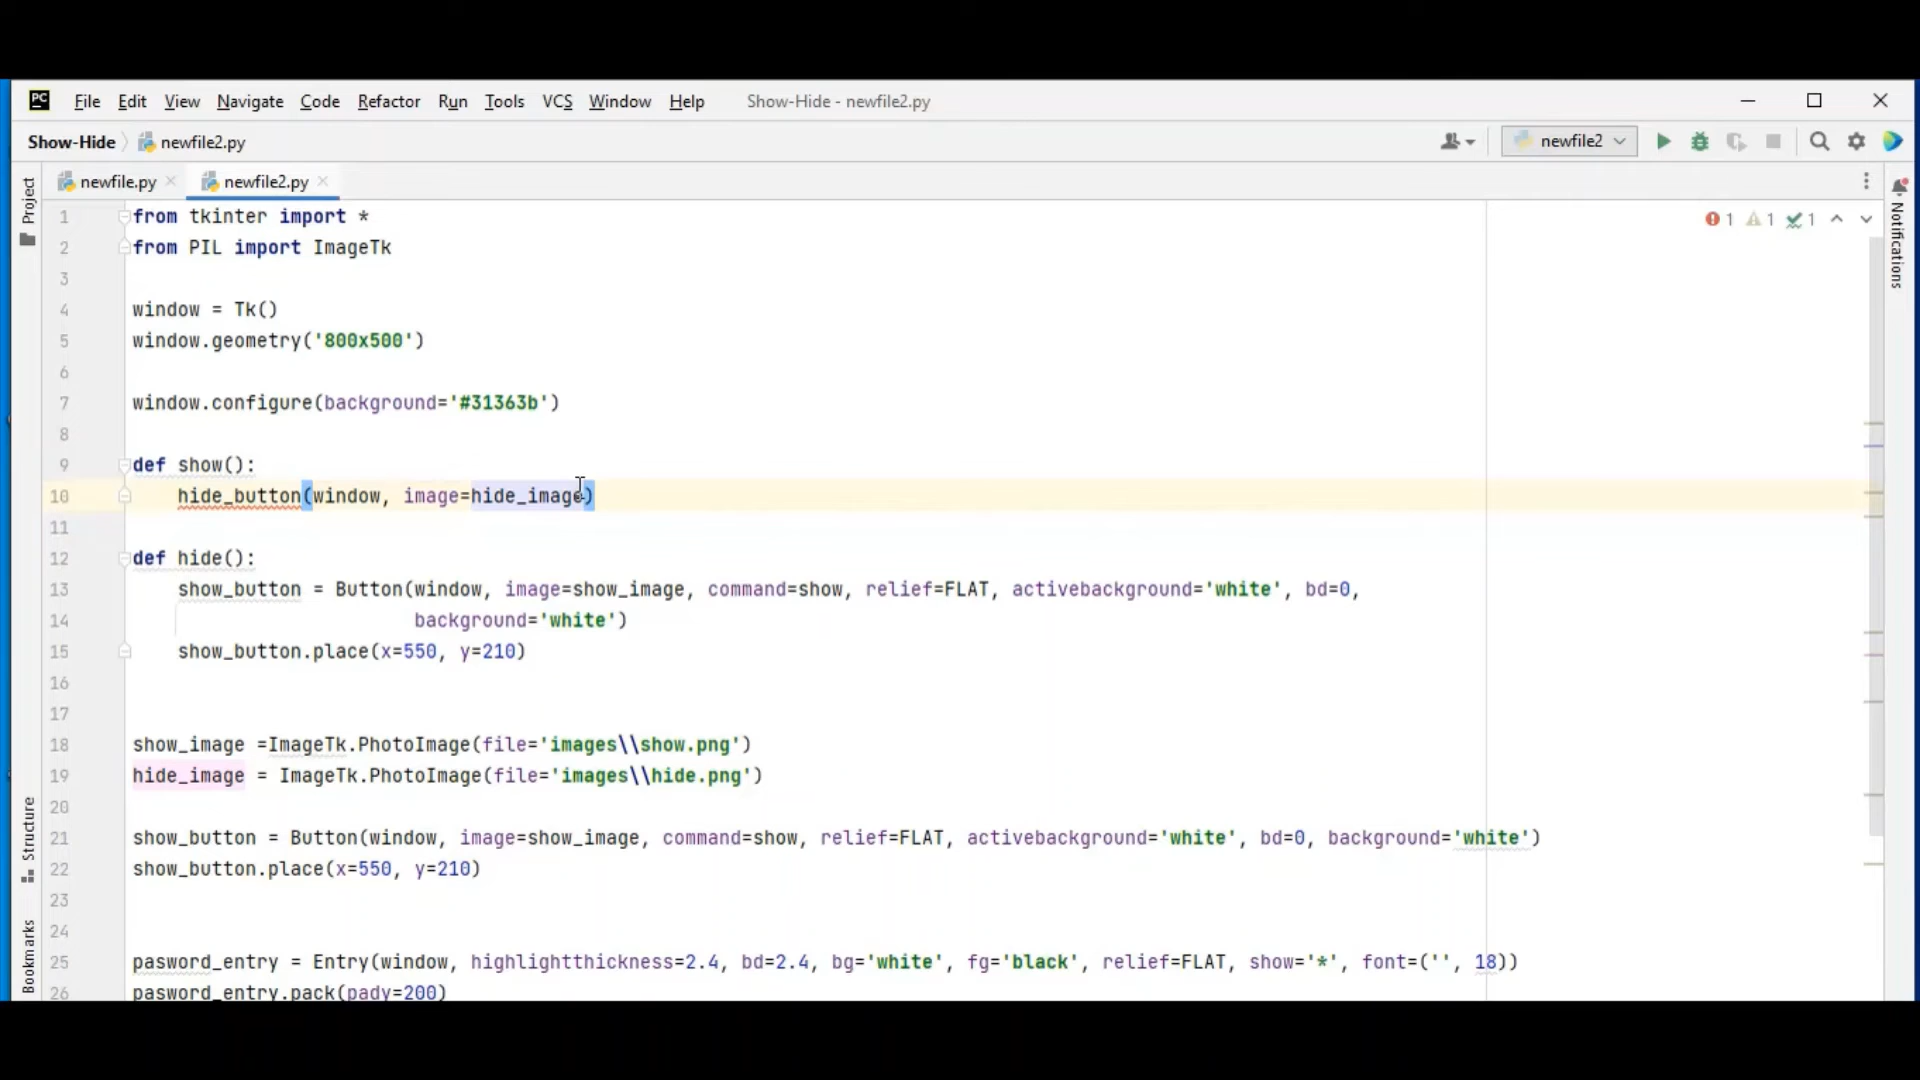 PC File Edit View Navigate Code Refactor Run Tools VCS Window Help Show-Hide - newfile2.py
Show-Hide newfile2.py newfile2
newfile.py newfile2.py
Project
Structure
Bookmarks
Notifications
1 1 1
1 from tkinter import *
2 from PIL import ImageTk
3
4 window = Tk()
5 window.geometry('800x500')
6
7 window.configure(background='#31363b')
8
9 def show():
10 hide_button(window, image=hide_image)
11
12 def hide():
13 show_button = Button(window, image=show_image, command=show, relief=FLAT, activebackground='white', bd=0,
14 background='white')
15 show_button.place(x=550, y=210)
16
17
18 show_image =ImageTk.PhotoImage(file='images\\show.png')
19 hide_image = ImageTk.PhotoImage(file='images\\hide.png')
20
21 show_button = Button(window, image=show_image, command=show, relief=FLAT, activebackground='white', bd=0, background='white')
22 show_button.place(x=550, y=210)
23
24
25 pasword_entry = Entry(window, highlightthickness=2.4, bd=2.4, bg='white', fg='black', relief=FLAT, show='*', font=('', 18))
26 pasword_entry.pack(pady=200)